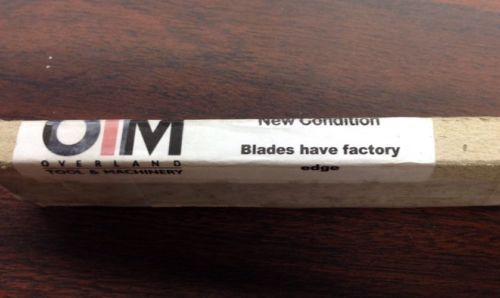 OTM
OVERLAND
TOOL & MACHINERY
New Condition
Blades have factory
edge